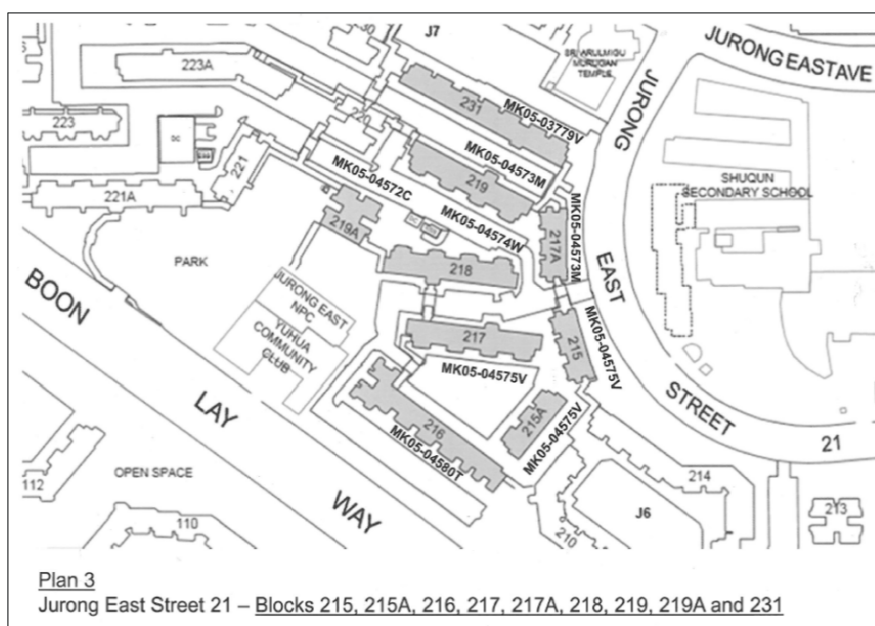 J7
230
JURONG EAST AVE
SRI ARULMIGU
MURUGAN
TEMPLE
JURONG
223A
231
MK05-03779V
220
223
DC
221
MK05-04573M
219
SHUQUN
SECONDARY SCHOOL
MK05-04572C
221A
MK05-04574W
217A
MK05-04573M
219A
EAST
PARK
218
BOON
JURONG EAST
NPC
YUHUA
COMMUNITY
CLUB
217
215
MK05-04575V
MK05-04575V
LAY
STREET
216
215A
MK05-04575V
21
MK05-04580T
OPEN SPACE
112
214
WAY
J6
213
110
210
Plan 3
Jurong East Street 21 – Blocks 215, 215A, 216, 217, 217A, 218, 219, 219A and 231